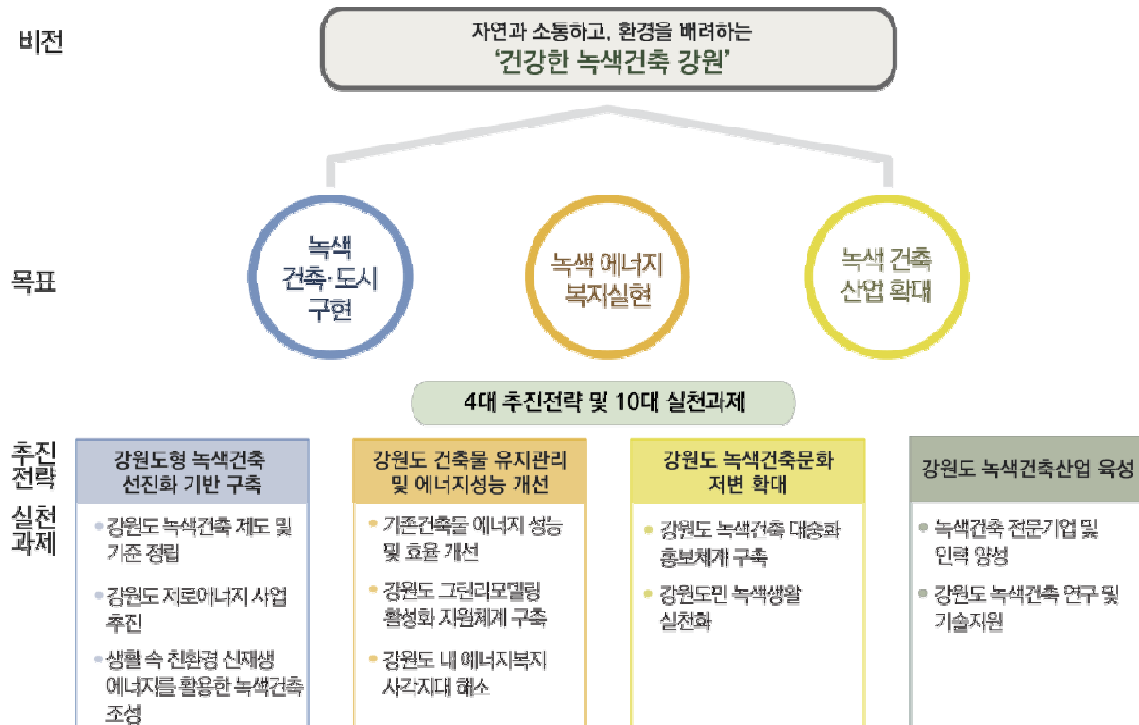 비전
자연과 소통하고, 환경을 배려하는
‘건강한 녹색건축 강원’
목표
녹색
건축·도시
구현
녹색 에너지
복지실현
녹색 건축
산업 확대
4대 추진전략 및 10대 실천과제
추진
전략
강원도형 녹색건축
선진화 기반 구축
강원도 건축물 유지관리
및 에너지성능 개선
강원도 녹색건축문화
저변 확대
강원도 녹색건축산업 육성
실천
과제
• 강원도 녹색건축 제도 및
기준 정립
• 강원도 제로에너지 사업
추진
• 생활 속 친환경 신재생
에너지를 활용한 녹색건축
조성
• 기존건축물 에너지 성능
및 효율 개선
• 강원도 그린리모델링
활성화 지원체계 구축
• 강원도 내 에너지복지
사각지대 해소
• 강원도 녹색건축 대중화
홍보체계 구축
• 강원도민 녹색생활
실천화
• 녹색건축 전문기업 및
인력 양성
• 강원도 녹색건축 연구 및
기술지원